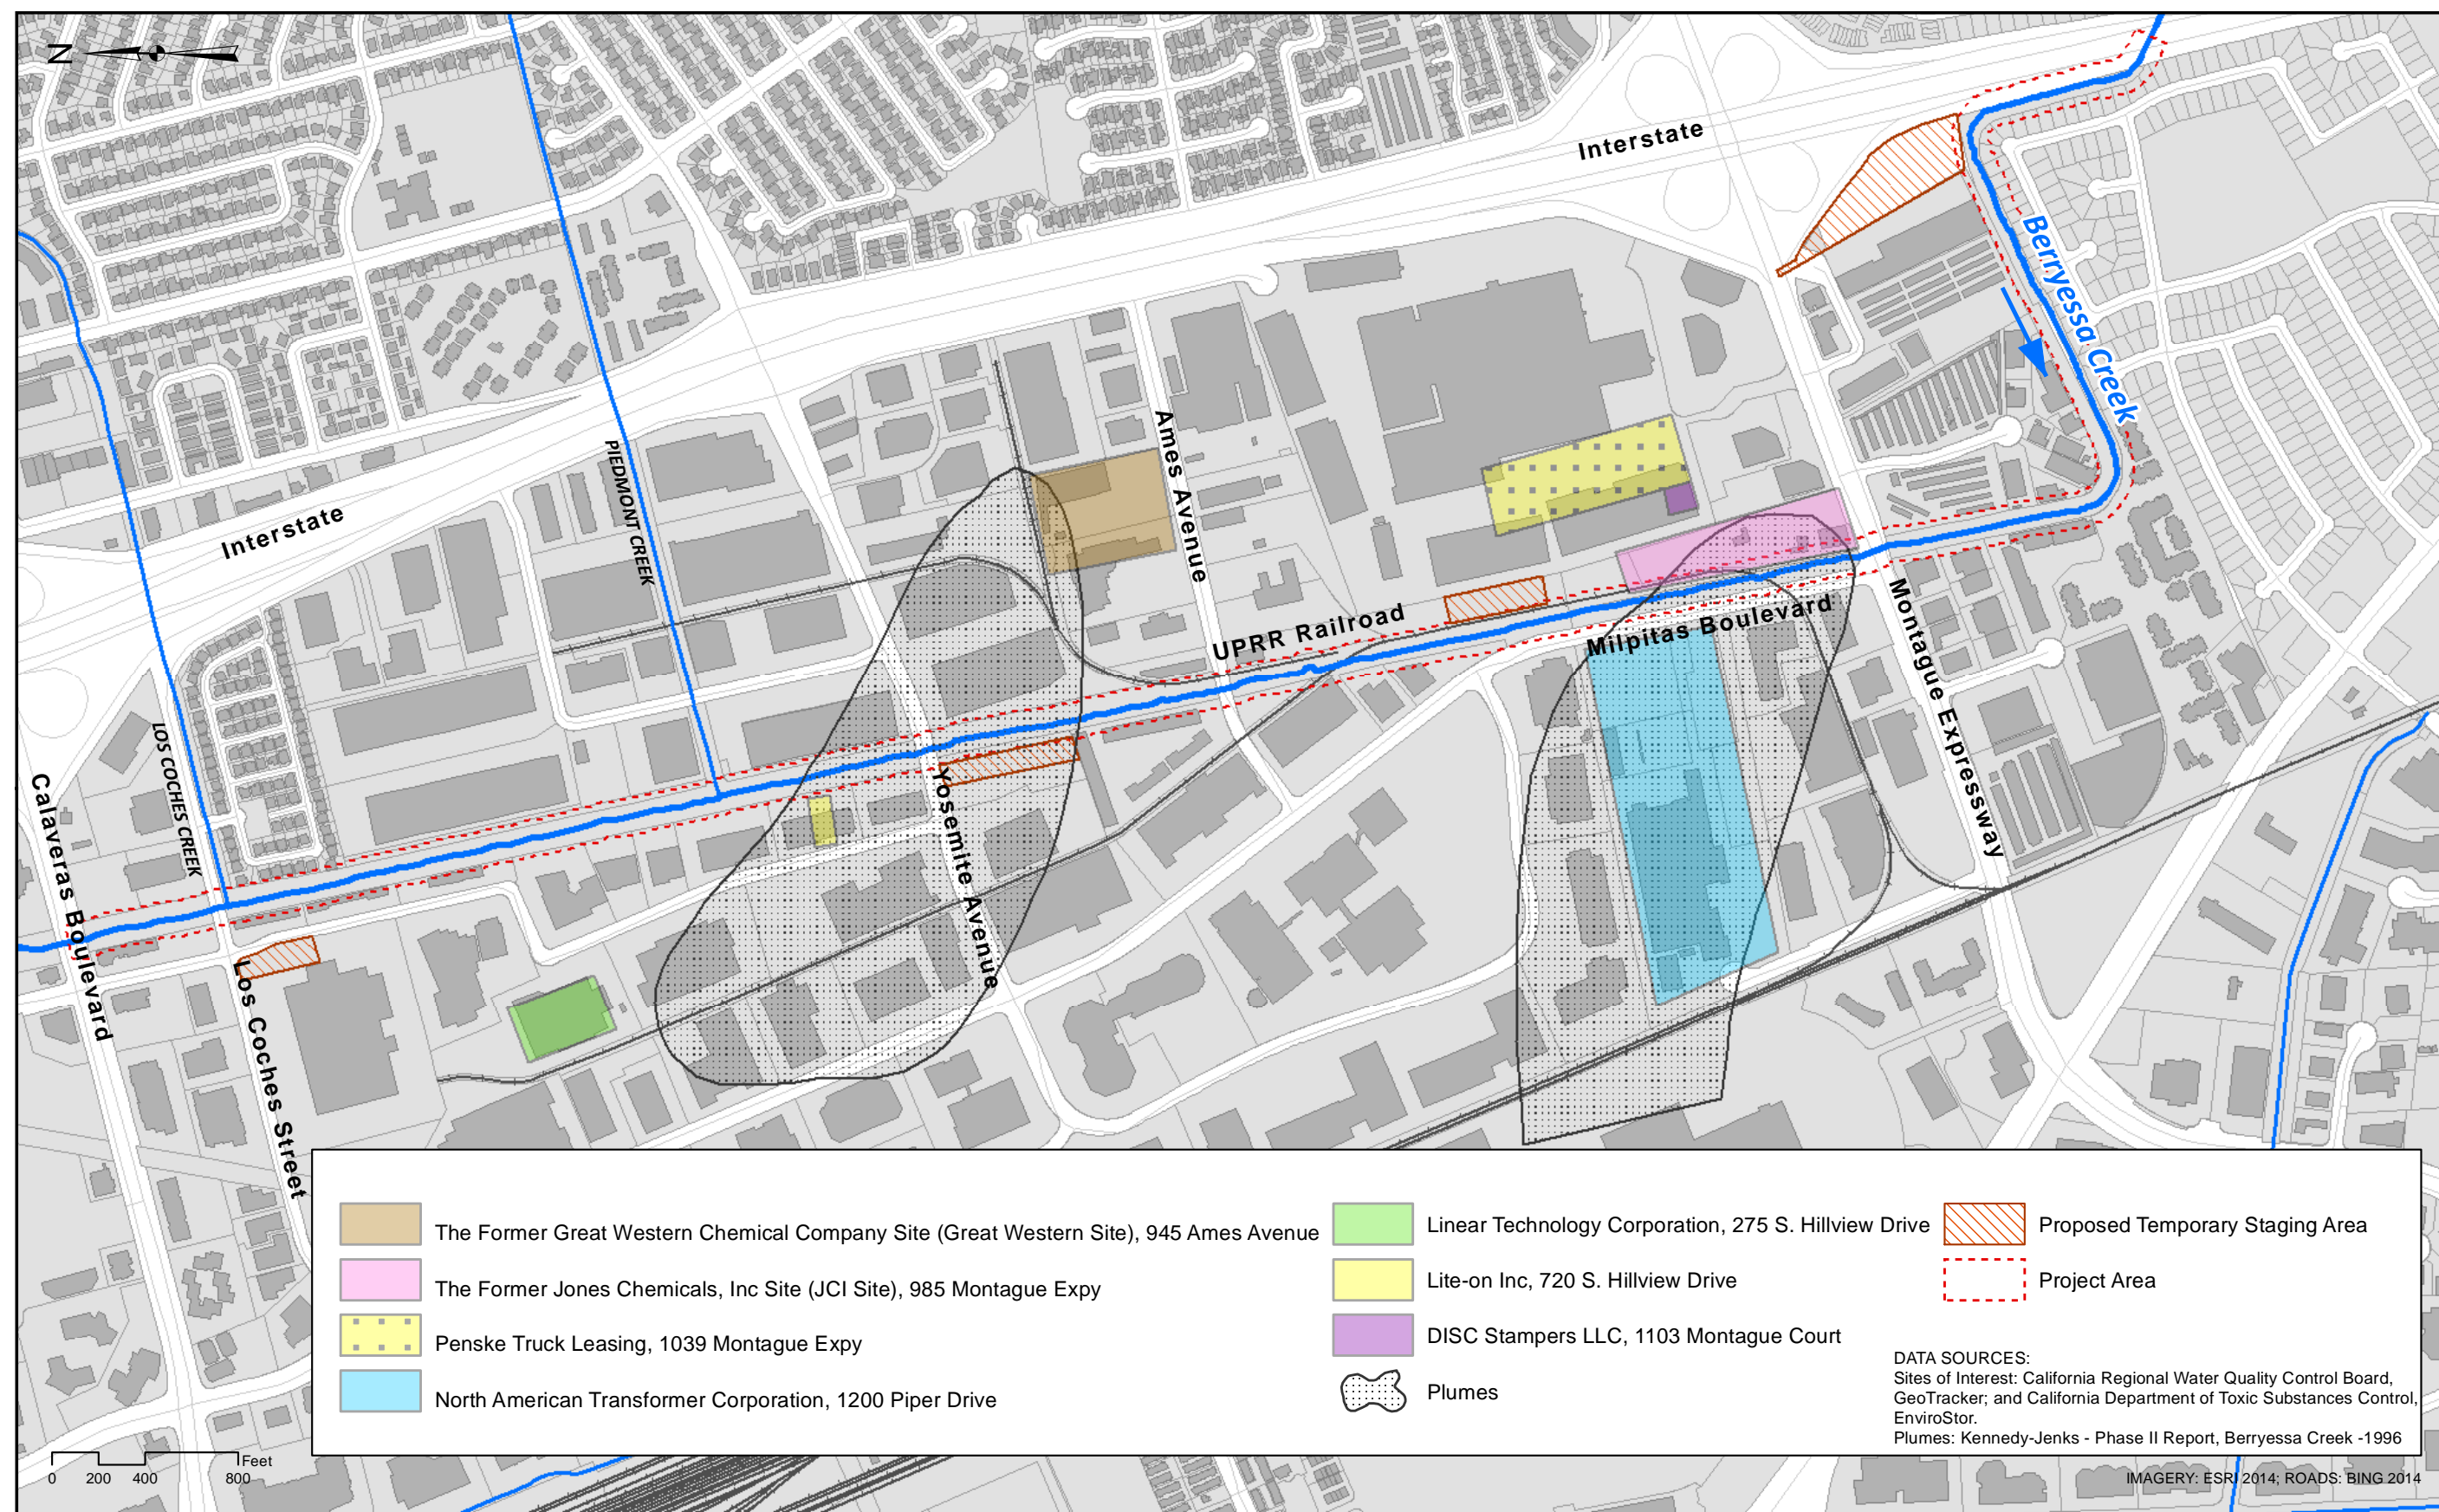 N
Interstate
Berryessa Creek
Ames Avenue
PIEDMONT CREEK
Interstate
UPRR Railroad
Milpitas Boulevard
Montague Expressway
LOS COCHES CREEK
Calaveras Boulevard
Yosemite Avenue
Los Coches Street
The Former Great Western Chemical Company Site (Great Western Site), 945 Ames Avenue
The Former Jones Chemicals, Inc Site (JCI Site), 985 Montague Expy
Penske Truck Leasing, 1039 Montague Expy
North American Transformer Corporation, 1200 Piper Drive
Linear Technology Corporation, 275 S. Hillview Drive
Lite-on Inc, 720 S. Hillview Drive
DISC Stampers LLC, 1103 Montague Court
Plumes
Proposed Temporary Staging Area
Project Area
DATA SOURCES:
Sites of Interest: California Regional Water Quality Control Board,
GeoTracker; and California Department of Toxic Substances Control,
EnviroStor.
Plumes: Kennedy-Jenks - Phase II Report, Berryessa Creek -1996
Feet
0 200 400 800
IMAGERY: ESRI 2014; ROADS: BING 2014